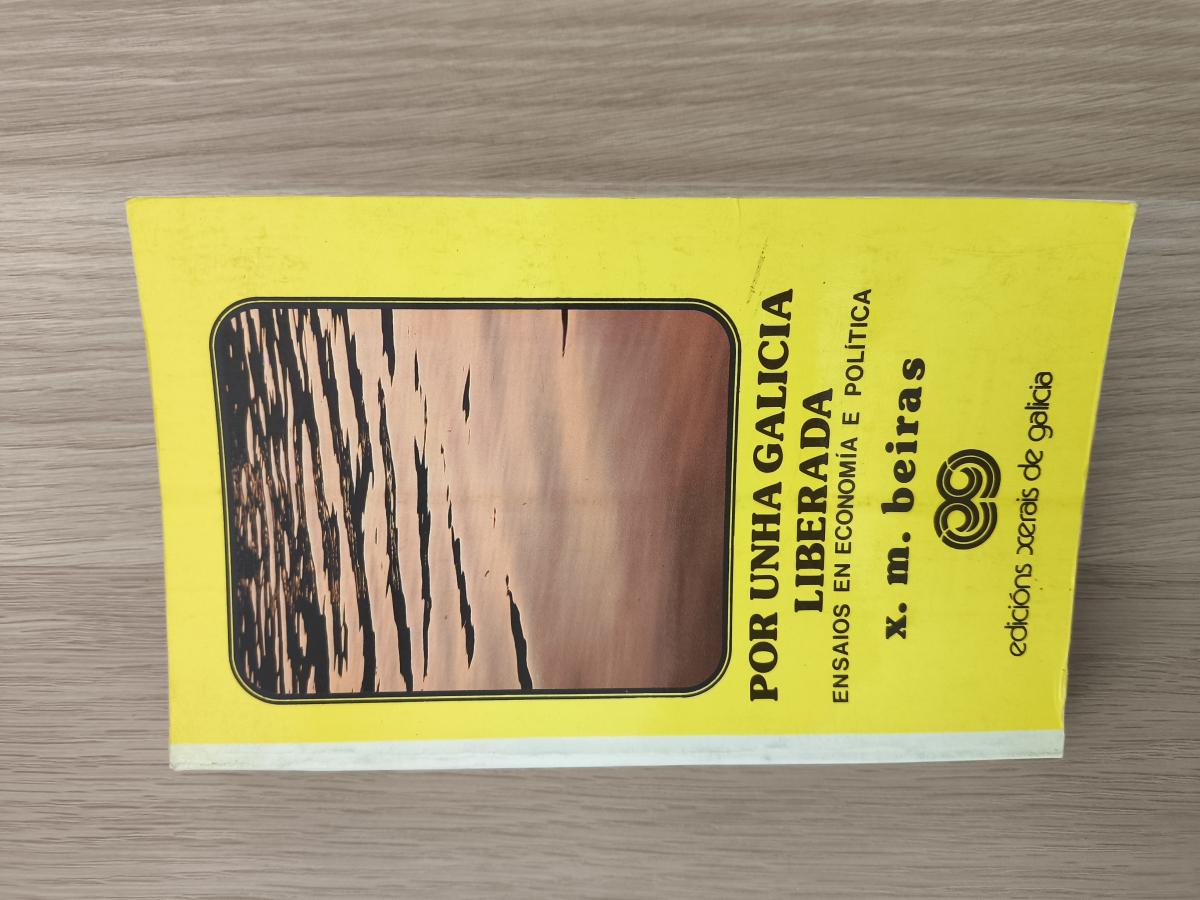 POR UNHA GALICIA
LIBERADA
ENSAIOS EN ECONOMÍA E POLÍTICA
x. m. beiras
edicións xerais de galicia